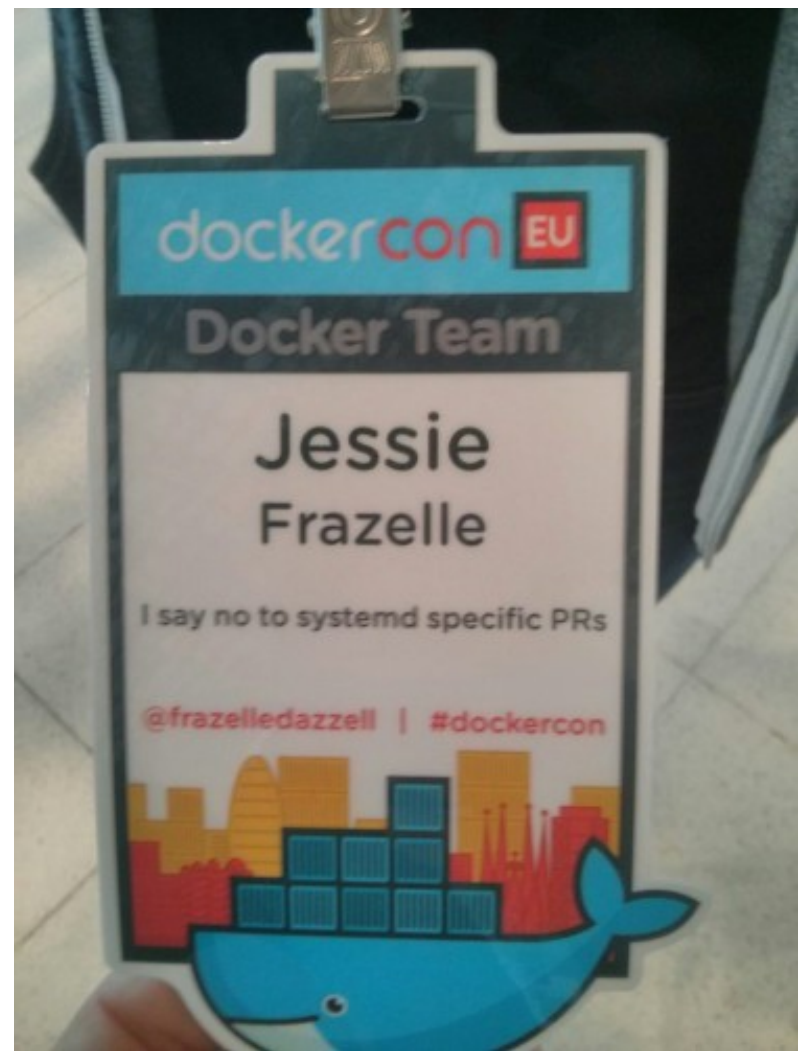 dockercon EU
Docker Team
Jessie
Frazelle
I say no to systemd specific PRs
@frazelledazzell | #dockercon